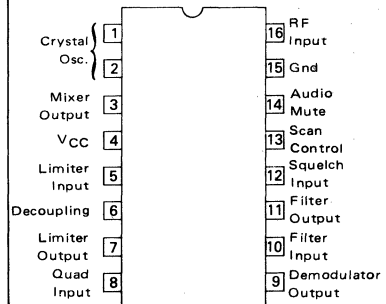 Crystal
Osc.
1
2
Mixer
Output
3
VCC
4
Limiter
Input
5
Decoupling
6
Limiter
Output
7
Quad
Input
8
16
RF
Input
15
Gnd
14
Audio
Mute
13
Scan
Control
12
Squelch
Input
11
Filter
Output
10
Filter
Input
9
Demodulator
Output